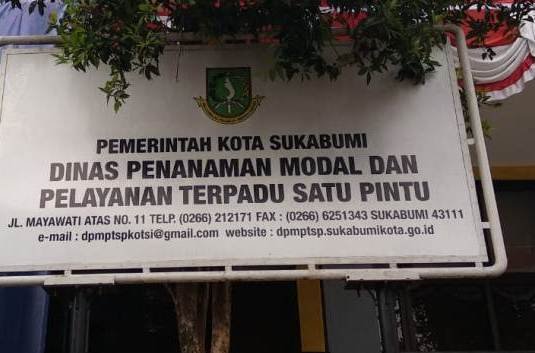 PEMERINTAH KOTA SUKABUMI
DINAS PENANAMAN MODAL DAN
PELAYANAN TERPADU SATU PINTU
JL. MAYAWATI ATAS NO. 11 TELP. (0266) 212171 FAX : (0266) 6251343 SUKABUMI 43111
e-mail : dpmptspkotsi@gmail.com website : dpmptsp.sukabumikota.go.id